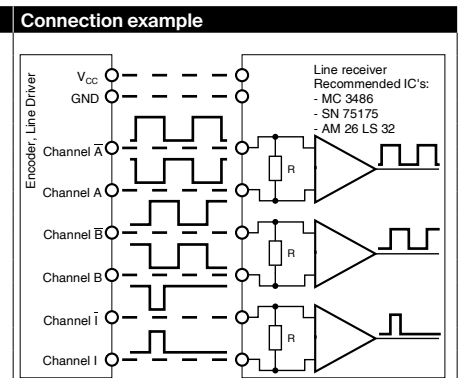 Connection example
Encoder, Line Driver
V_CC
GND
Channel A̅
Channel A
Channel B̅
Channel B
Channel I̅
Channel I
Line receiver
Recommended IC's:
- MC 3486
- SN 75175
- AM 26 LS 32
R
R
R